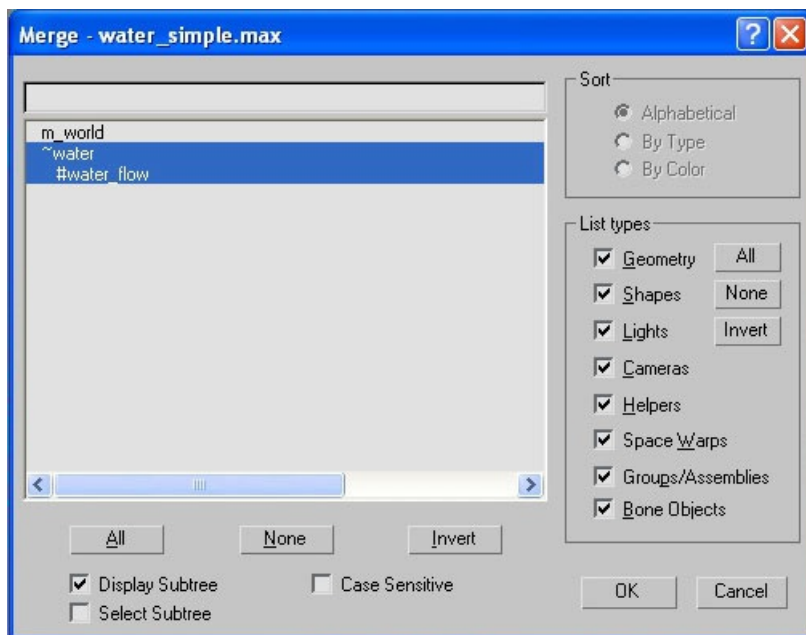 Merge - water_simple.max
m_world
~water
#water_flow
All
None
Invert
Display Subtree
Case Sensitive
Select Subtree
Sort
Alphabetical
By Type
By Color
List types
Geometry
All
Shapes
None
Lights
Invert
Cameras
Helpers
Space Warps
Groups/Assemblies
Bone Objects
OK
Cancel